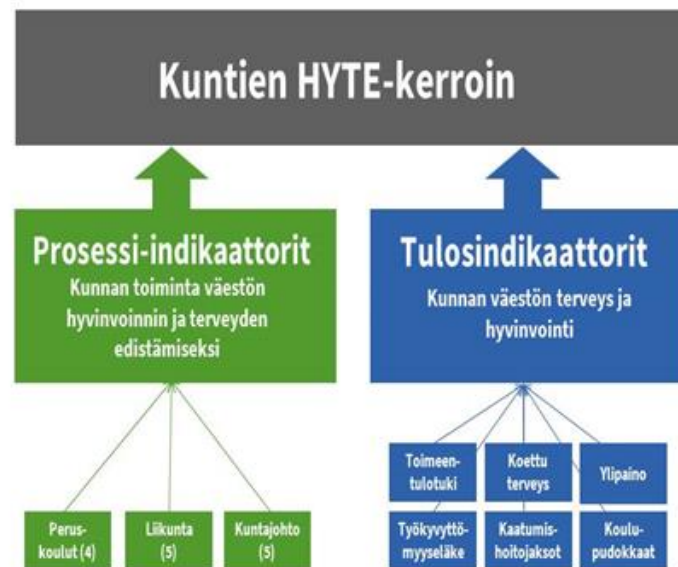 Kuntien HYTE-kerroin
Prosessi-indikaattorit
Kunnan toiminta väestön
hyvinvoinnin ja terveyden
edistämiseksi
Tulosindikaattorit
Kunnan väestön terveys ja
hyvinvointi
Perus-
koulut (4)
Liikunta
(5)
Kuntajohto
(5)
Toimeen-
tulotuki
Koettu
terveys
Ylipaino
Työkyvyttö-
myyseläke
Kaatumis-
hoitojaksot
Koulu-
pudokkaat